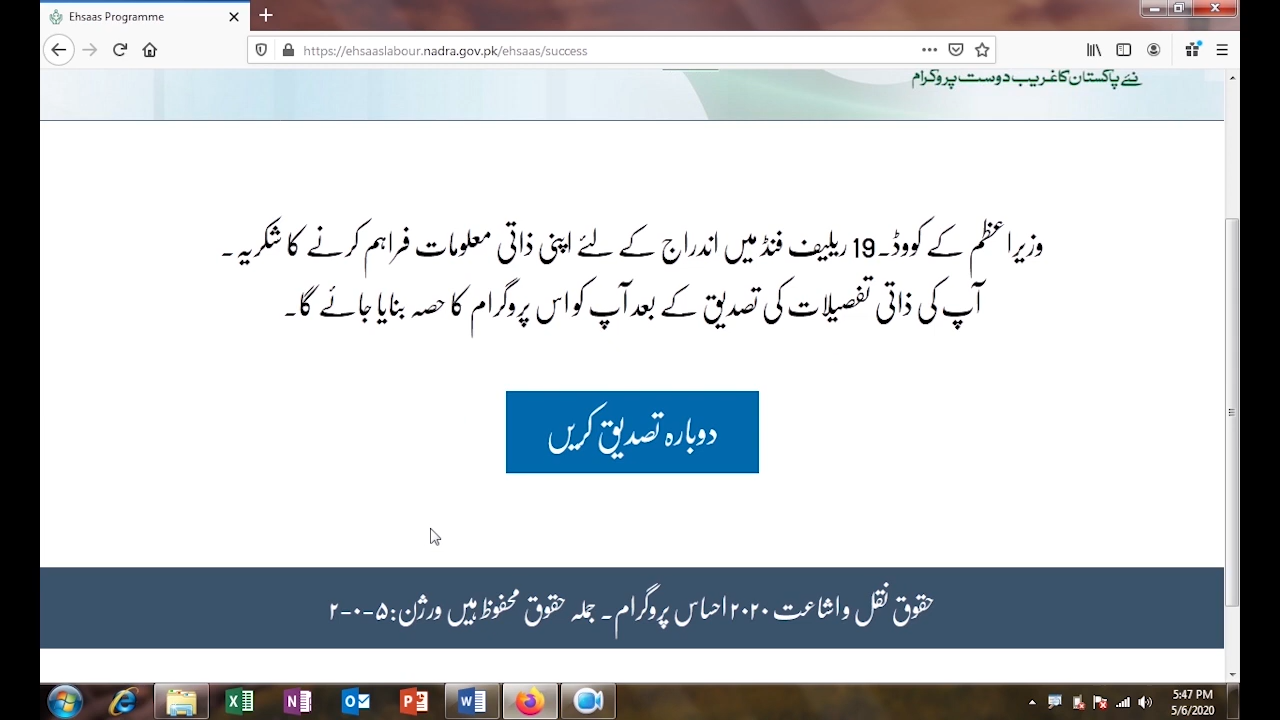 Ehsaas Programme
https://ehsaaslabour.nadra.gov.pk/ehsaas/success
نئے پاکستان کا غریب دوست پروگرام
وزیراعظم کے کووڈ۔19 ریلیف فنڈ میں اندراج کے لئے اپنی ذاتی معلومات فراہم کرنے کا شکریہ۔
آپ کی ذاتی تفصیلات کی تصدیق کے بعد آپ کو اس پروگرام کا حصہ بنایا جائے گا۔
دوبارہ تصدیق کریں
حقوق نقل و اشاعت ۲۰۲۰ احساس پروگرام۔ جملہ حقوق محفوظ ہیں ورژن:۵-۰-۲
5:47 PM
5/6/2020